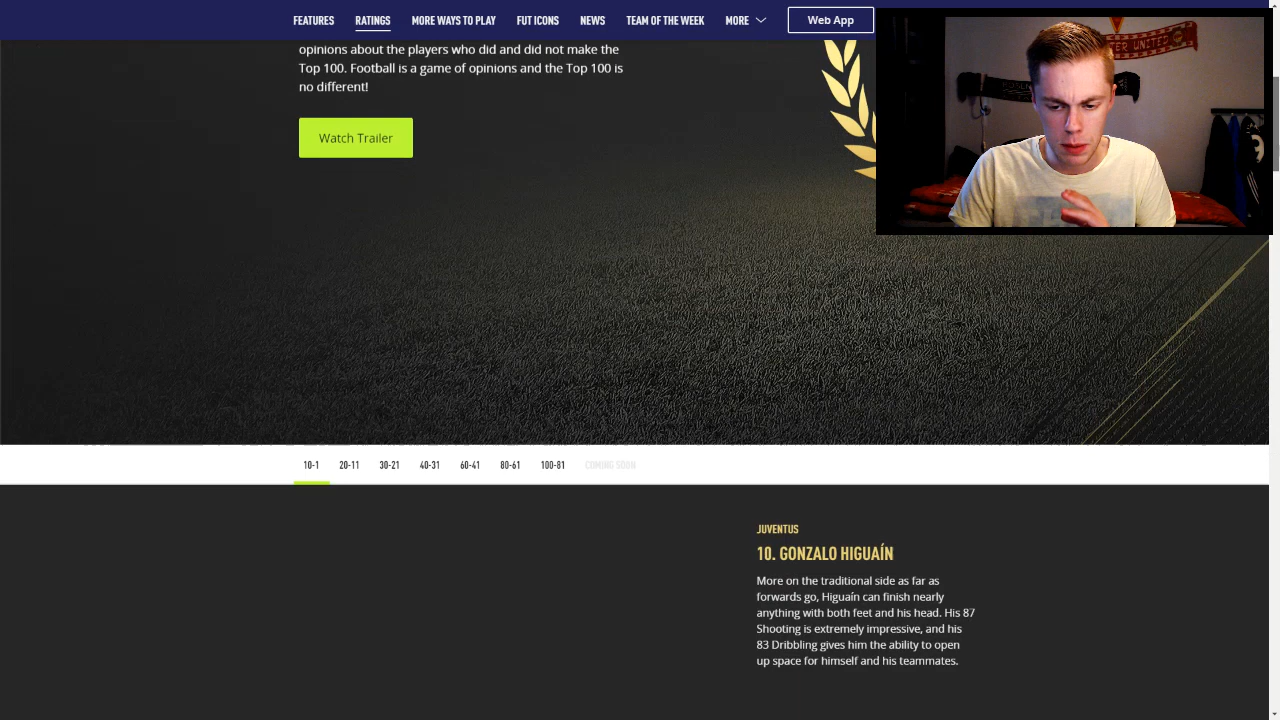 FEATURES RATINGS MORE WAYS TO PLAY FUT ICONS NEWS TEAM OF THE WEEK MORE Web App
opinions about the players who did and did not make the
Top 100. Football is a game of opinions and the Top 100 is
no different!
Watch Trailer
10-1 20-11 30-21 40-31 60-41 80-61 100-81 COMING SOON
JUVENTUS
10. GONZALO HIGUAÍN
More on the traditional side as far as
forwards go, Higuaín can finish nearly
anything with both feet and his head. His 87
Shooting is extremely impressive, and his
83 Dribbling gives him the ability to open
up space for himself and his teammates.